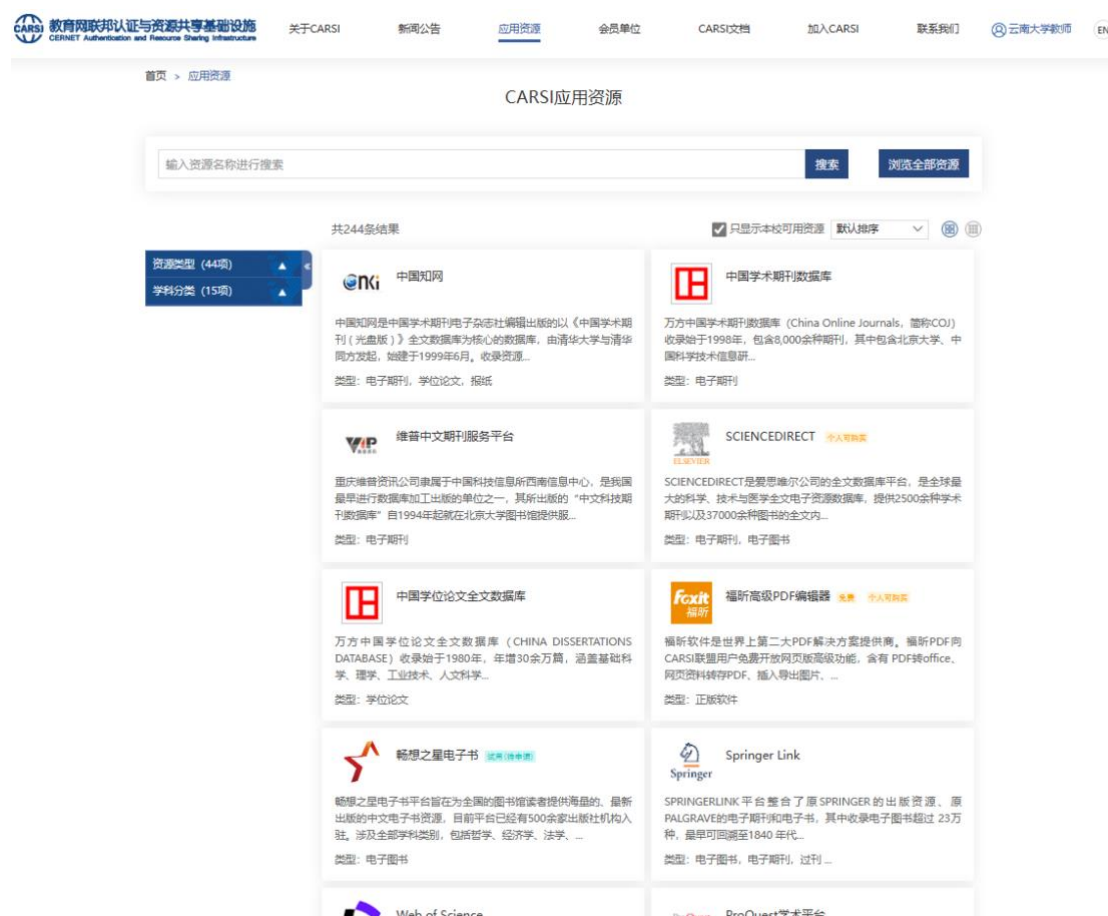 CARSI 教育网联邦认证与资源共享基础设施
CERNET Authentication and Resource Sharing Infrastructure
关于CARSI
新闻公告
应用资源
会员单位
CARSI文档
加入CARSI
联系我们
云南大学教师
EN
首页 > 应用资源
CARSI应用资源
输入资源名称进行搜索
搜索
浏览全部资源
共244条结果
只显示本校可用资源
默认排序
资源类型 (44项)
学科分类 (15项)
cnki 中国知网
中国知网是中国学术期刊电子杂志社编辑出版的以《中国学术期
刊 ( 光盘版 ) 》全文数据库为核心的数据库，由清华大学与清华
同方发起，始建于1999年6月。收录资源...
类型：电子期刊，学位论文，报纸
中国学术期刊数据库
万方中国学术期刊数据库（China Online Journals，简称COJ）
收录始于1998年，包含8,000余种期刊，其中包含北京大学、中
国科学技术信息研...
类型：电子期刊
VIP 维普中文期刊服务平台
重庆维普资讯公司隶属于中国科技信息所西南信息中心，是我国
最早进行数据库加工出版的单位之一，其所出版的“中文科技期
刊数据库”自1994年起就在北京大学图书馆提供服...
类型：电子期刊
ELSEVIER
SCIENCEDIRECT 个人可购买
SCIENCEDIRECT是爱思唯尔公司的全文数据库平台，是全球最
大的科学、技术与医学全文电子资源数据库，提供2500余种学术
期刊以及37000余种图书的全文内...
类型：电子期刊，电子图书
中国学位论文全文数据库
万方中国学位论文全文数据库（CHINA DISSERTATIONS
DATABASE）收录始于1980年，年增30余万篇，涵盖基础科
学、理学、工业技术、人文科学...
类型：学位论文
Foxit 福昕
福昕高级PDF编辑器 免费 个人可购买
福昕软件是世界上第二大PDF解决方案提供商。福昕PDF向
CARSI联盟用户免费开放网页版高级功能，含有 PDF转office、
网页资料转存PDF、插入导出图片、...
类型：正版软件
畅想之星电子书 试用(待申请)
畅想之星电子书平台旨在为全国的图书馆读者提供海量的、最新
出版的中文电子书资源，目前平台已经有500余家出版社机构入
驻。涉及全部学科类别，包括哲学、经济学、法学、...
类型：电子图书
Springer
Springer Link
SPRINGERLINK 平台整合了原 SPRINGER 的出版资源、原
PALGRAVE的电子期刊和电子书，其中收录电子图书超过 23万
种，最早可回溯至1840 年代...
类型：电子图书，电子期刊，过刊 ...
Web of Science
ProQuest学术平台